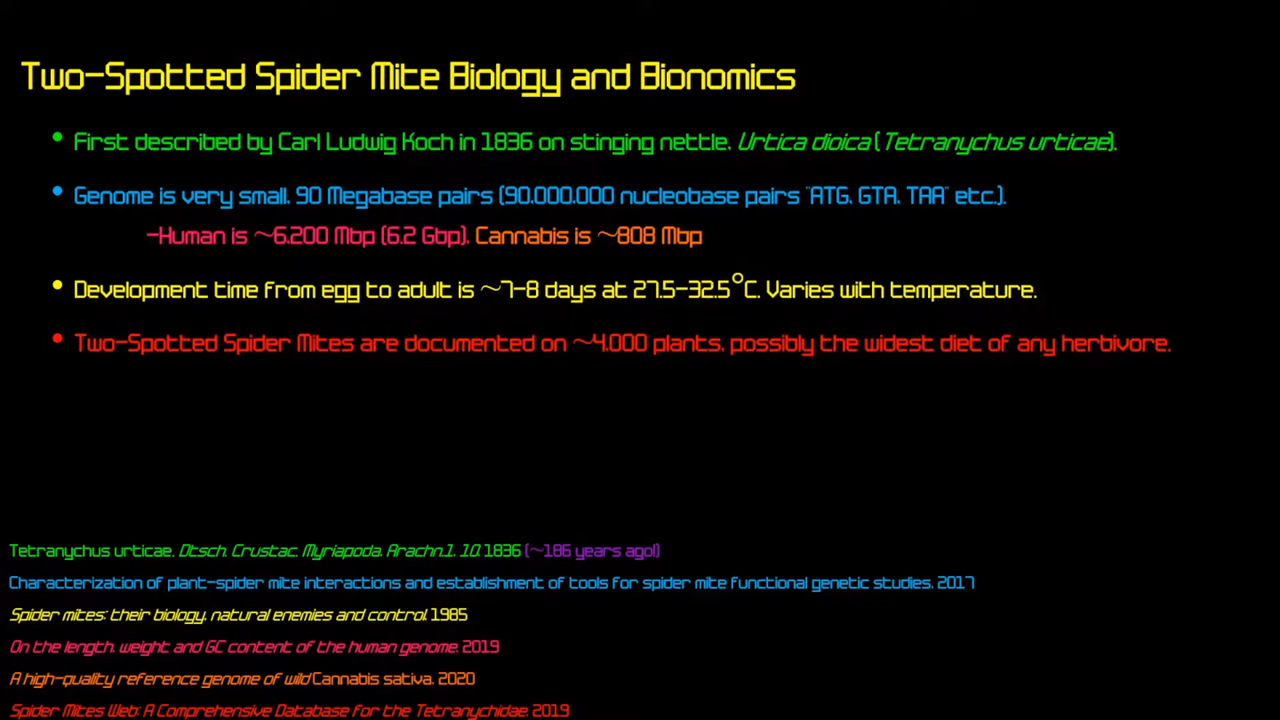 Two-Spotted Spider Mite Biology and Bionomics
• First described by Carl Ludwig Koch in 1836 on stinging nettle, Urtica dioica (Tetranychus urticae).
• Genome is very small, 90 Megabase pairs (90,000,000 nucleobase pairs "ATG, GTA, TAA" etc.).
-Human is ~6,200 Mbp (6.2 Gbp), Cannabis is ~808 Mbp
• Development time from egg to adult is ~7-8 days at 27.5-32.5°C. Varies with temperature.
• Two-Spotted Spider Mites are documented on ~4,000 plants, possibly the widest diet of any herbivore.
Tetranychus urticae. Dtsch. Crustac. Myriapoda. Arachn.1, 10, 1836 (~186 years ago!)
Characterization of plant-spider mite interactions and establishment of tools for spider mite functional genetic studies, 2017
Spider mites: their biology, natural enemies and control, 1985
On the length, weight and GC content of the human genome, 2019
A high-quality reference genome of wild Cannabis sativa, 2020
Spider Mites Web: A Comprehensive Database for the Tetranychidae, 2019